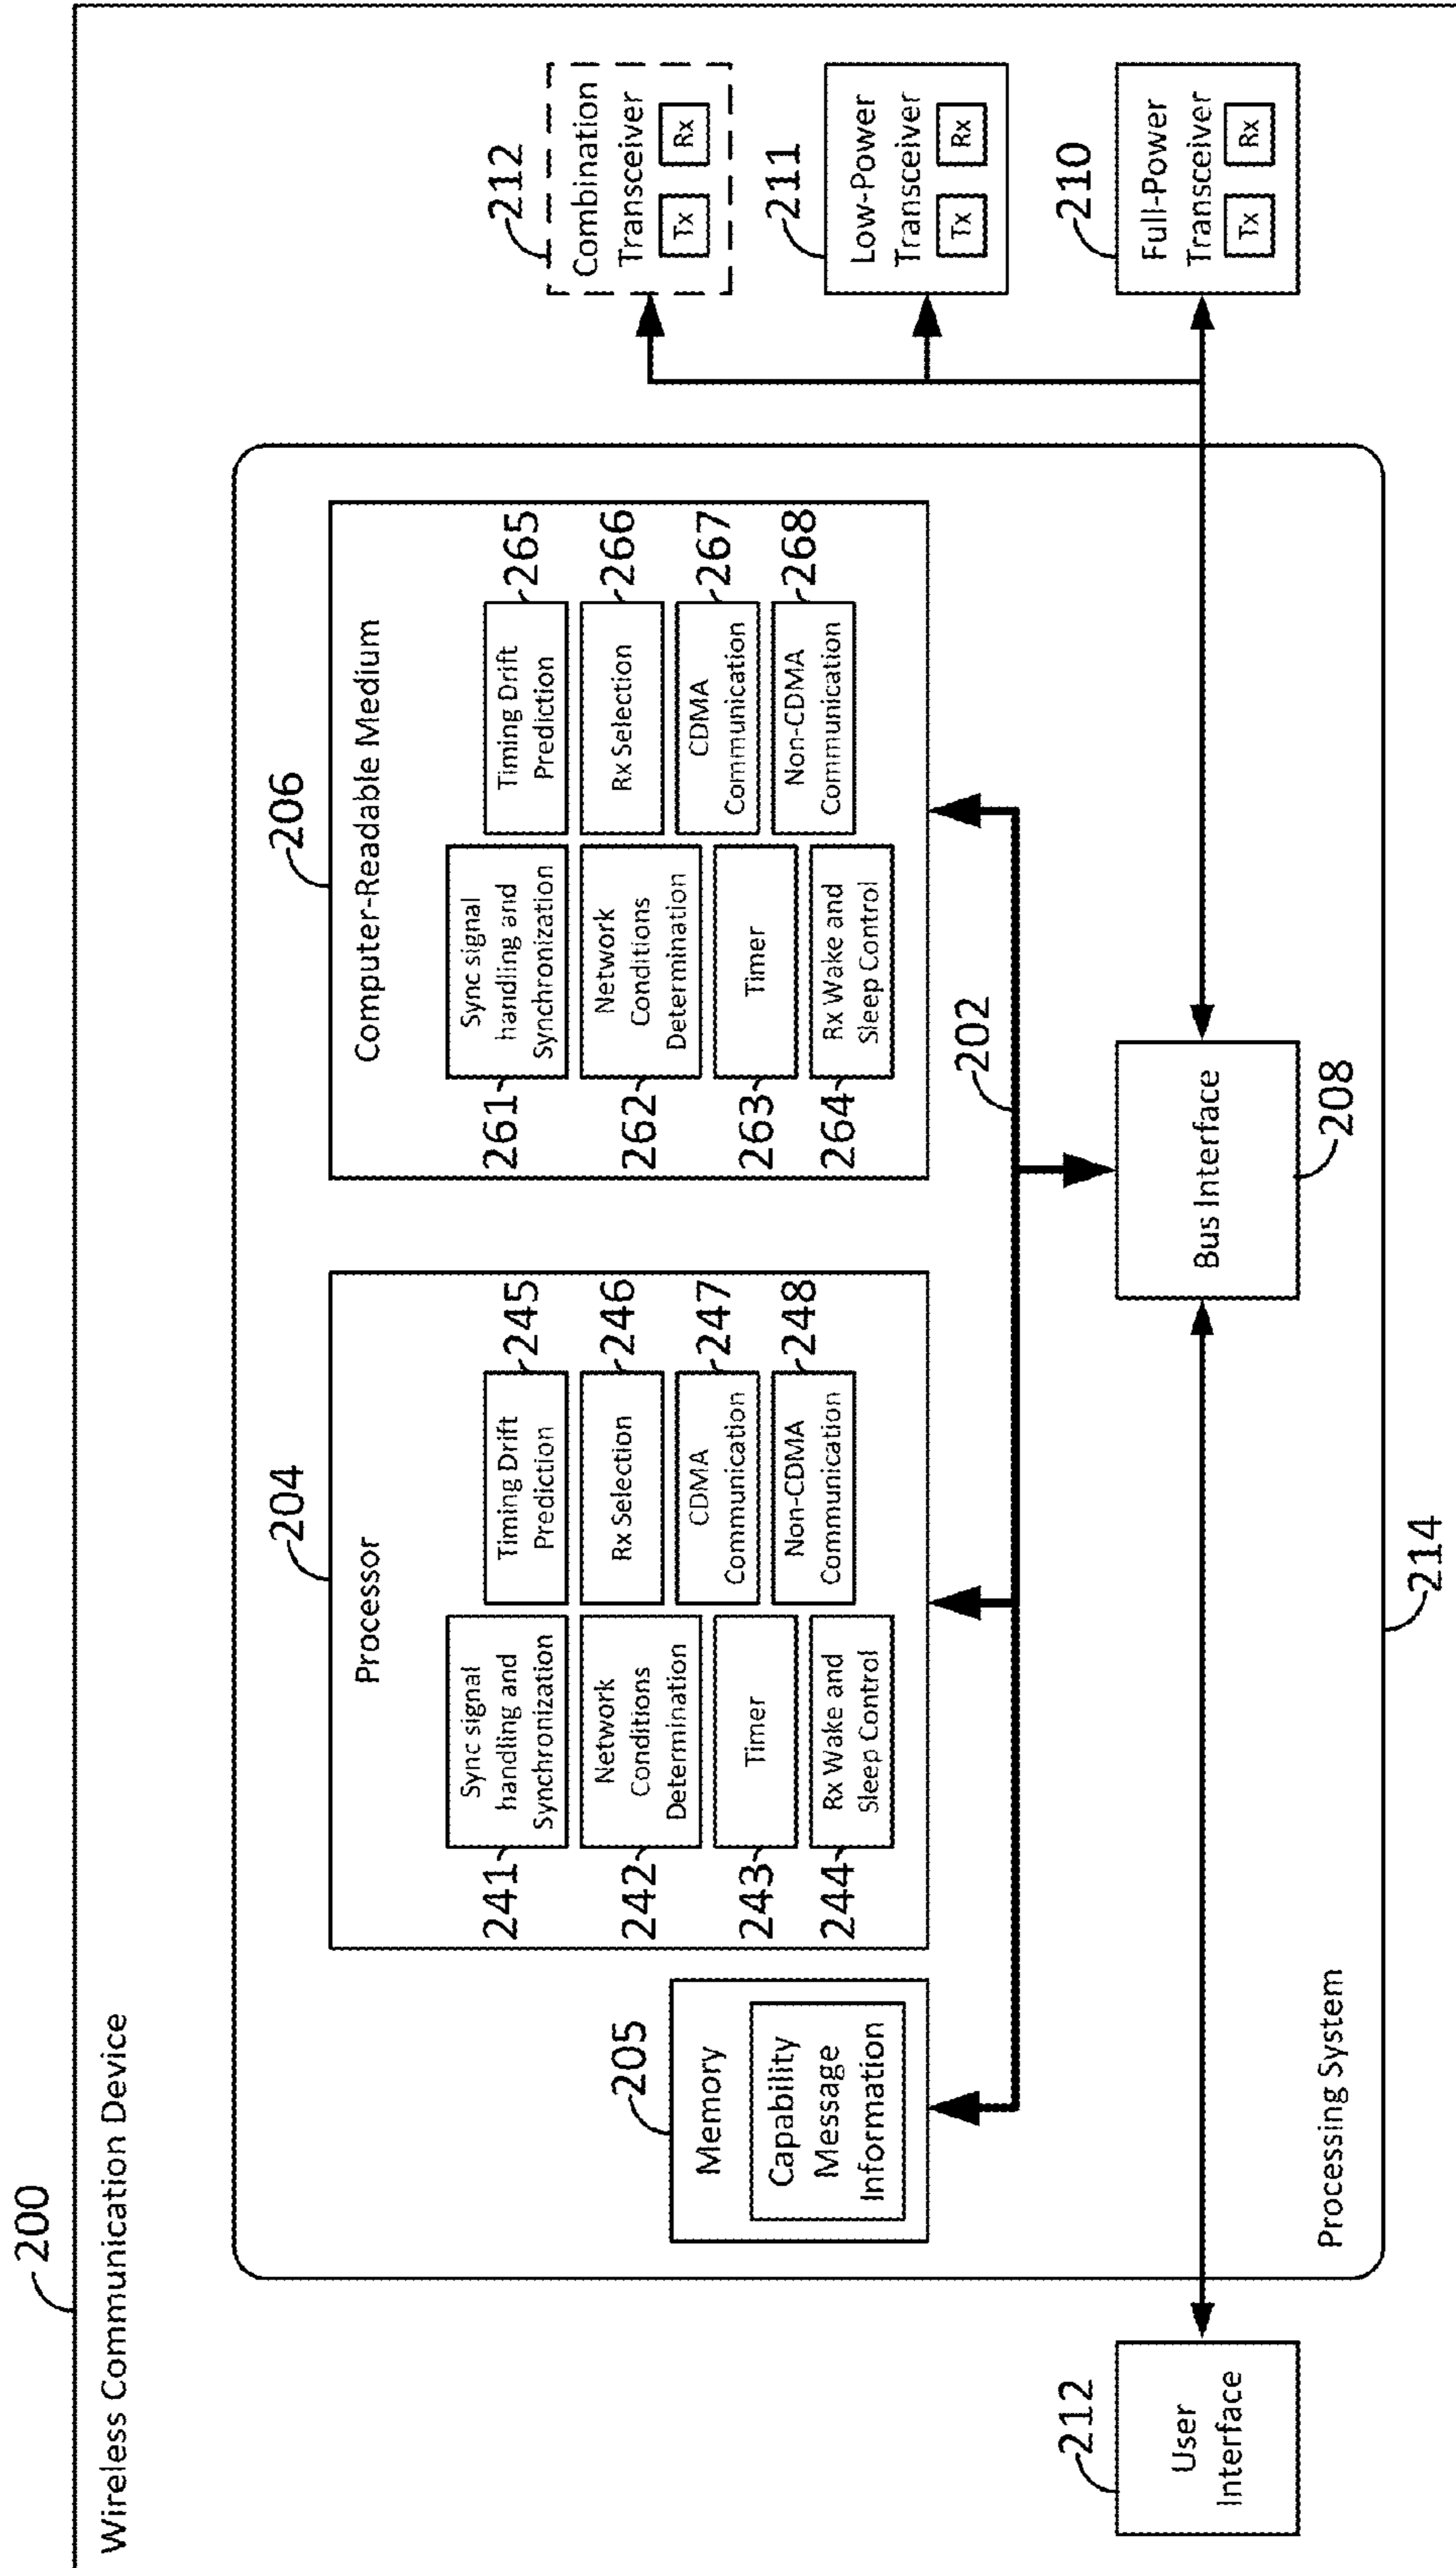 200
Wireless Communication Device
204
Processor
241
Sync signal
handling and
Synchronization
Timing Drift
Prediction
245
242
Network
Conditions
Determination
Rx Selection
246
243
Timer
CDMA
Communication
247
244
Rx Wake and
Sleep Control
Non-CDMA
Communication
248
206
Computer-Readable Medium
261
Sync signal
handling and
Synchronization
Timing Drift
Prediction
265
262
Network
Conditions
Determination
Rx Selection
266
263
Timer
CDMA
Communication
267
264
Rx Wake and
Sleep Control
Non-CDMA
Communication
268
205
Memory
Capability
Message
Information
202
212
Combination
Transceiver
Tx
Rx
211
Low-Power
Transceiver
Tx
Rx
210
Full-Power
Transceiver
Tx
Rx
212
User
Interface
Bus Interface
208
Processing System
214